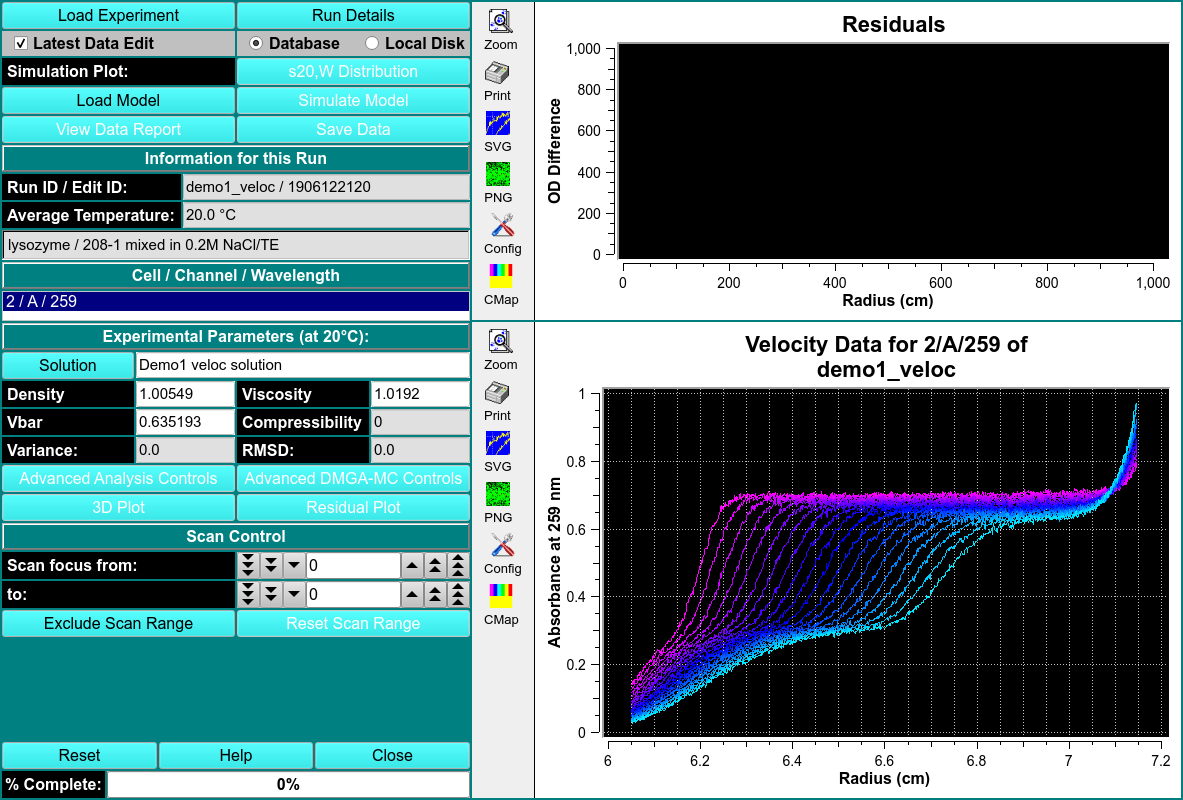 Load Experiment
Run Details
Latest Data Edit
Database
Local Disk
Simulation Plot:
s20,W Distribution
Load Model
Simulate Model
View Data Report
Save Data
Information for this Run
Run ID / Edit ID:
demo1_veloc / 1906122120
Average Temperature:
20.0 °C
lysozyme / 208-1 mixed in 0.2M NaCl/TE
Cell / Channel / Wavelength
2 / A / 259
Experimental Parameters (at 20°C):
Solution
Demo1 veloc solution
Density
1.00549
Viscosity
1.0192
Vbar
0.635193
Compressibility
0
Variance:
0.0
RMSD:
0.0
Advanced Analysis Controls
Advanced DMGA-MC Controls
3D Plot
Residual Plot
Scan Control
Scan focus from:
0
to:
0
Exclude Scan Range
Reset Scan Range
Reset
Help
Close
% Complete:
0%
Zoom
Print
SVG
PNG
Config
CMap
Residuals
OD Difference
1,000
800
600
400
200
0
0
200
400
600
800
1,000
Radius (cm)
Zoom
Print
SVG
PNG
Config
CMap
Velocity Data for 2/A/259 of
demo1_veloc
Absorbance at 259 nm
1
0.8
0.6
0.4
0.2
0
6
6.2
6.4
6.6
6.8
7
7.2
Radius (cm)